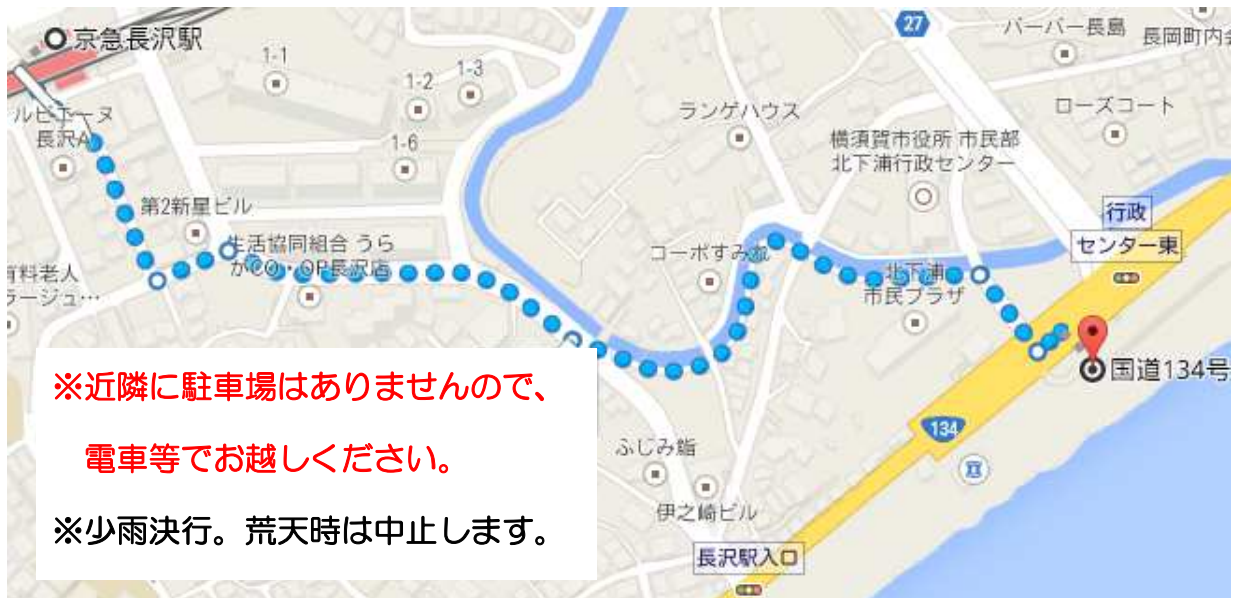 京急長沢駅
1-1
1-2
1-3
1-6
27
バーバー長島
長岡町内会
ルピエーヌ
長沢A
ランゲハウス
横須賀市役所 市民部
北下浦行政センター
ローズコート
第2新星ビル
生活協同組合 うら
がCO・OP長沢店
有料老人
ラージュ…
コーポすみれ
北下浦
市民プラザ
行政
センター東
国道134号
134
※近隣に駐車場はありませんので、
電車等でお越しください。
※少雨決行。荒天時は中止します。
ふじみ鮨
伊之崎ビル
長沢駅入口